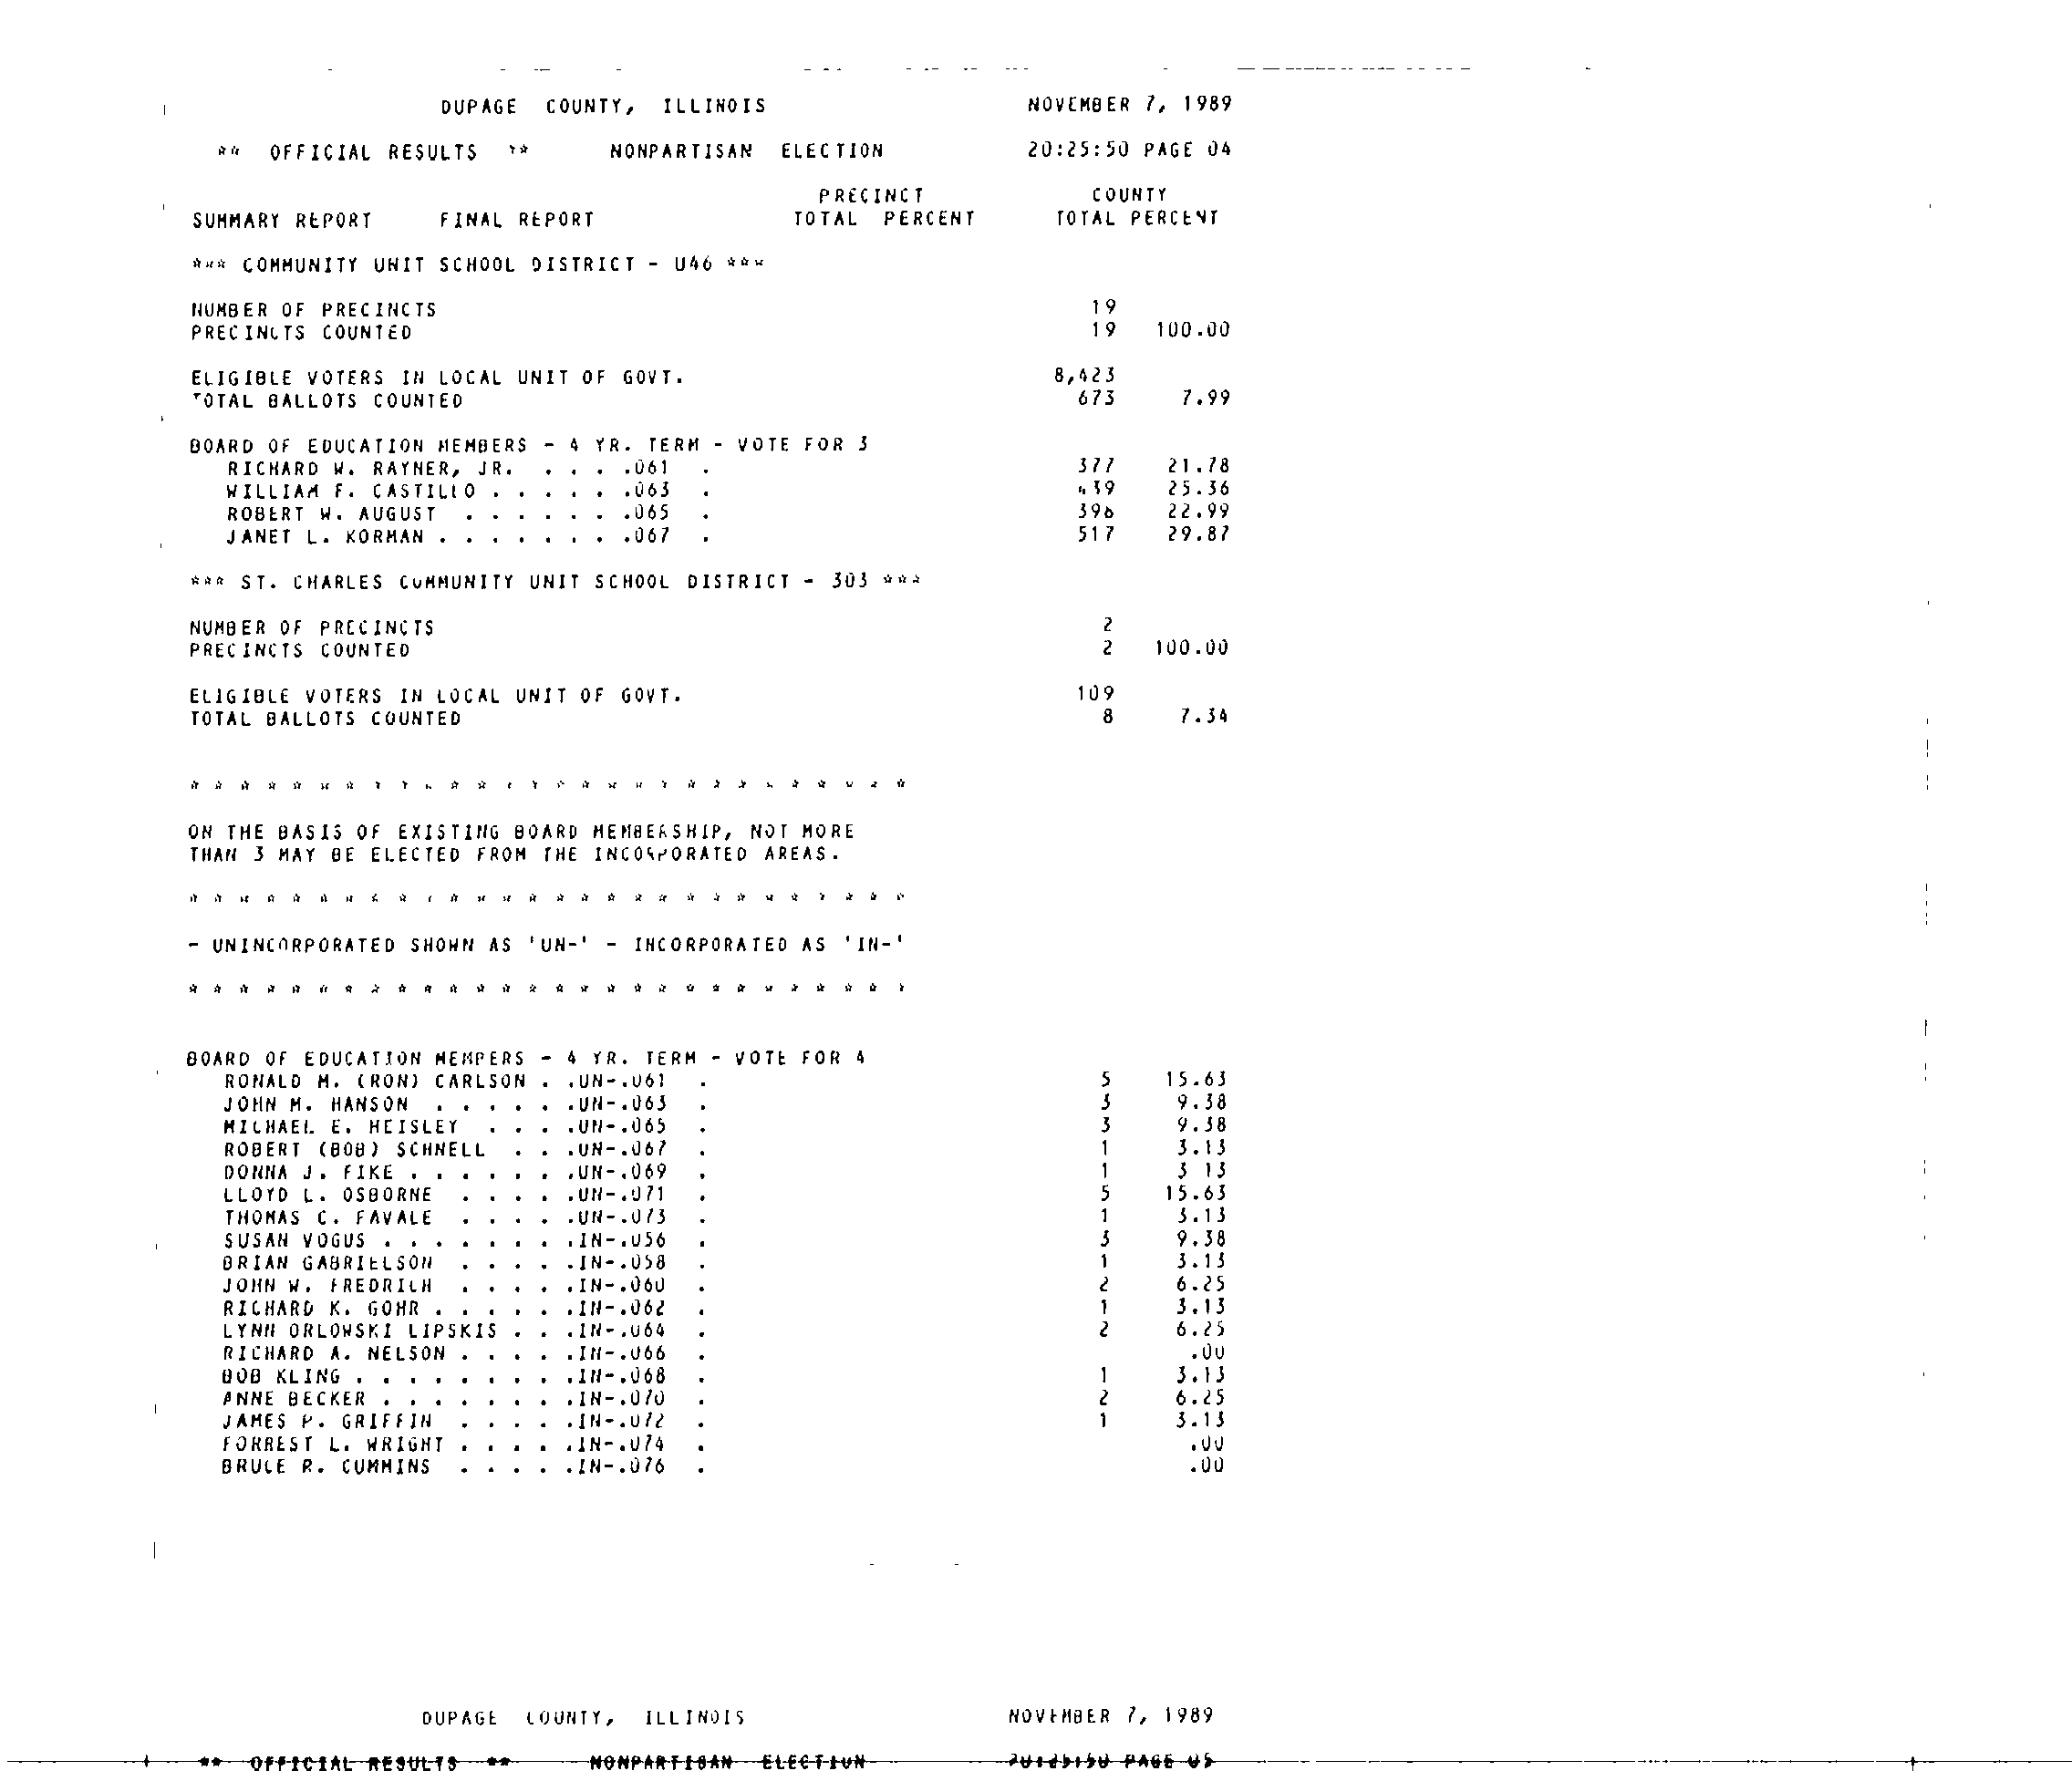 DUPAGE COUNTY, ILLINOIS NOVEMBER 7, 1989
** OFFICIAL RESULTS ** NONPARTISAN ELECTION 20:25:50 PAGE 04
PRECINCT COUNTY
SUMMARY REPORT FINAL REPORT TOTAL PERCENT TOTAL PERCENT
*** COMMUNITY UNIT SCHOOL DISTRICT - U46 ***
NUMBER OF PRECINCTS 19
PRECINCTS COUNTED 19 100.00
ELIGIBLE VOTERS IN LOCAL UNIT OF GOVT. 8,423
TOTAL BALLOTS COUNTED 673 7.99
BOARD OF EDUCATION MEMBERS - 4 YR. TERM - VOTE FOR 3
RICHARD W. RAYNER, JR. . . . .061 . 377 21.78
WILLIAM F. CASTILLO . . . . . .063 . 439 25.36
ROBERT W. AUGUST . . . . . . .065 . 398 22.99
JANET L. KORMAN . . . . . . . .067 . 517 29.87
*** ST. CHARLES COMMUNITY UNIT SCHOOL DISTRICT - 303 ***
NUMBER OF PRECINCTS 2
PRECINCTS COUNTED 2 100.00
ELIGIBLE VOTERS IN LOCAL UNIT OF GOVT. 109
TOTAL BALLOTS COUNTED 8 7.34
* * * * * * * * * * * * * * * * * * * * * * * * * * * *
ON THE BASIS OF EXISTING BOARD MEMBERSHIP, NOT MORE
THAN 3 MAY BE ELECTED FROM THE INCORPORATED AREAS.
* * * * * * * * * * * * * * * * * * * * * * * * * * * *
- UNINCORPORATED SHOWN AS 'UN-' - INCORPORATED AS 'IN-'
* * * * * * * * * * * * * * * * * * * * * * * * * * * *
BOARD OF EDUCATION MEMBERS - 4 YR. TERM - VOTE FOR 4
RONALD M. (RON) CARLSON . .UN-.061 . 5 15.63
JOHN M. HANSON . . . . . .UN-.063 . 3 9.38
MICHAEL E. HEISLEY . . . .UN-.065 . 3 9.38
ROBERT (BOB) SCHNELL . . .UN-.067 . 1 3.13
DONNA J. FIKE . . . . . . .UN-.069 . 1 3 13
LLOYD L. OSBORNE . . . . .UN-.071 . 5 15.63
THOMAS C. FAVALE . . . . .UN-.073 . 1 3.13
SUSAN VOGUS . . . . . . . .IN-.056 . 3 9.38
BRIAN GABRIELSON . . . . .IN-.058 . 1 3.13
JOHN W. FREDRICH . . . . .IN-.060 . 2 6.25
RICHARD K. GOHR . . . . . .IN-.062 . 1 3.13
LYNN ORLOWSKI LIPSKIS . . .IN-.064 . 2 6.25
RICHARD A. NELSON . . . . .IN-.066 . .00
BOB KLING . . . . . . . . .IN-.068 . 1 3.13
ANNE BECKER . . . . . . . .IN-.070 . 2 6.25
JAMES P. GRIFFIN . . . . .IN-.072 . 1 3.13
FORREST L. WRIGHT . . . . .IN-.074 . .00
BRUCE R. CUMMINS . . . . .IN-.076 . .00
DUPAGE COUNTY, ILLINOIS NOVEMBER 7, 1989
** OFFICIAL RESULTS ** NONPARTISAN ELECTION 20:25:50 PAGE 05